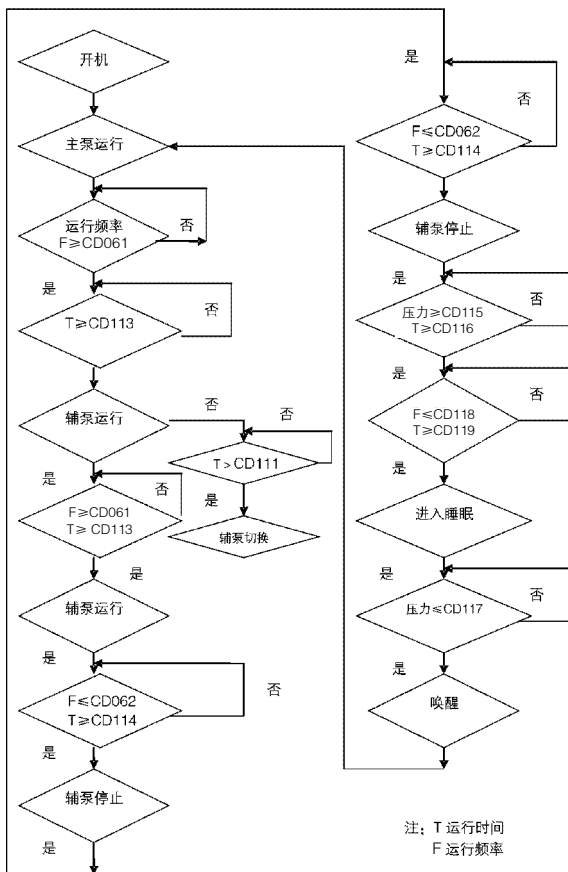 开机
主泵运行
运行频率
F≥CD061
否
是
T≥CD113
否
辅泵运行
否
是
T>CD111
否
是
辅泵切换
F≥CD061
T≥CD113
否
是
辅泵运行
是
F≤CD062
T≥CD114
否
是
辅泵停止
是
是
F≤CD062
T≥CD114
否
辅泵停止
是
压力≥CD115
T≥CD116
否
是
F≤CD118
T≥CD119
否
是
进入睡眠
是
压力≤CD117
否
是
唤醒
注：T 运行时间
F 运行频率